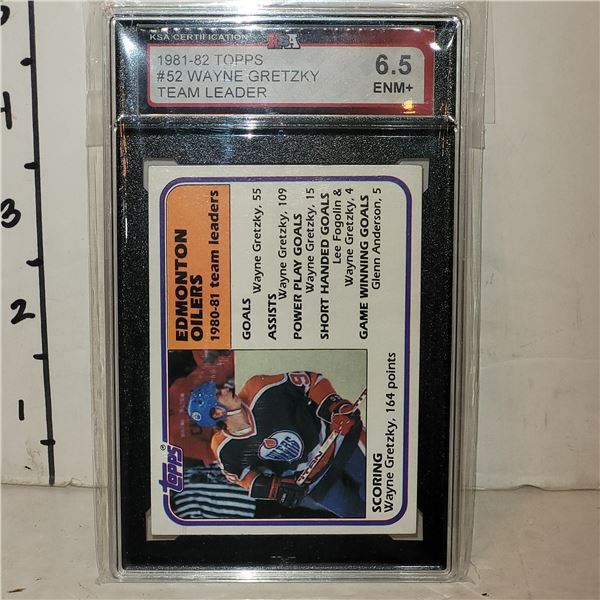 KSA CERTIFICATION
KSA
1981-82 TOPPS
#52 WAYNE GRETZKY
TEAM LEADER
6.5
ENM+
topps®
EDMONTON
OILERS
1980-81 team leaders
GOALS
Wayne Gretzky, 55
ASSISTS
Wayne Gretzky, 109
POWER PLAY GOALS
Wayne Gretzky, 15
SHORT HANDED GOALS
Lee Fogolin &
Wayne Gretzky, 4
GAME WINNING GOALS
Glenn Anderson, 5
SCORING
Wayne Gretzky, 164 points
OILERS
TITAN
4
3
2
1